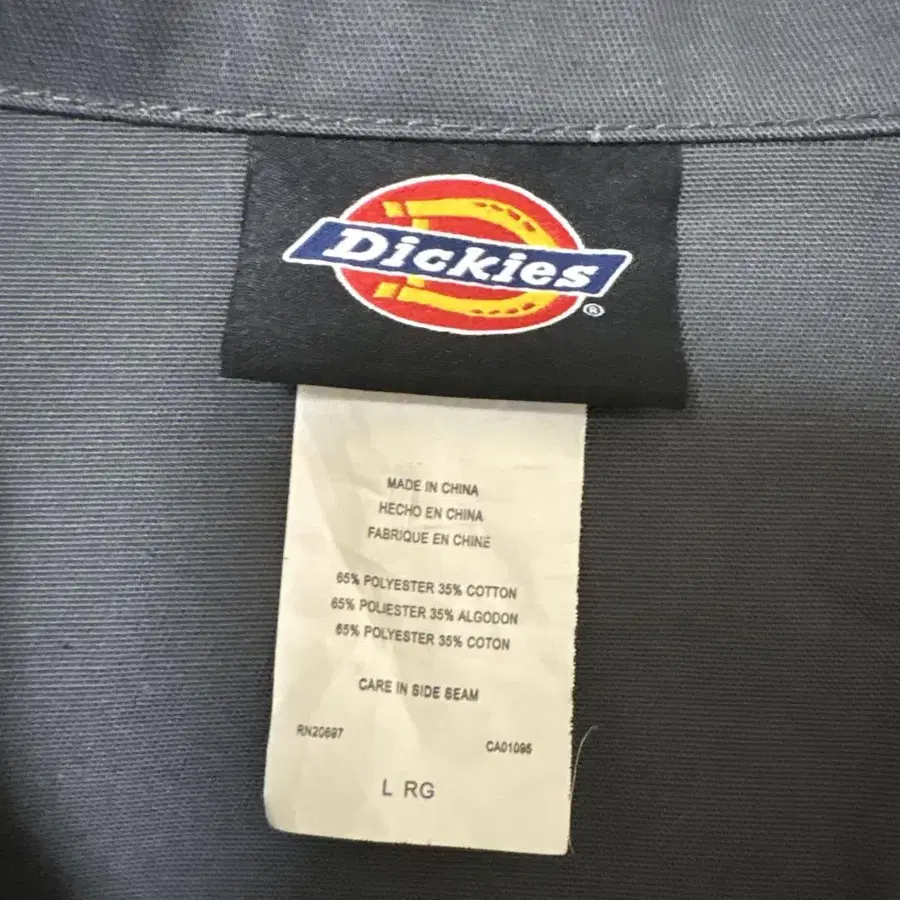 Dickies
®
MADE IN CHINA
HECHO EN CHINA
FABRIQUE EN CHINE
65% POLYESTER 35% COTTON
65% POLIESTER 35% ALGODON
65% POLYESTER 35% COTON
CARE IN SIDE SEAM
RN20697
CA01095
L RG